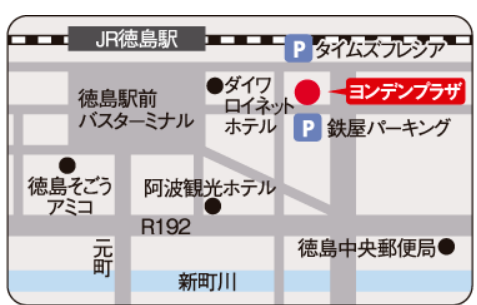 JR徳島駅
P タイムズフレシア
徳島駅前
バスターミナル
ダイワ
ロイネット
ホテル
ヨンデンプラザ
P 鉄屋パーキング
徳島そごう
アミコ
阿波観光ホテル
R192
元町
徳島中央郵便局
新町川